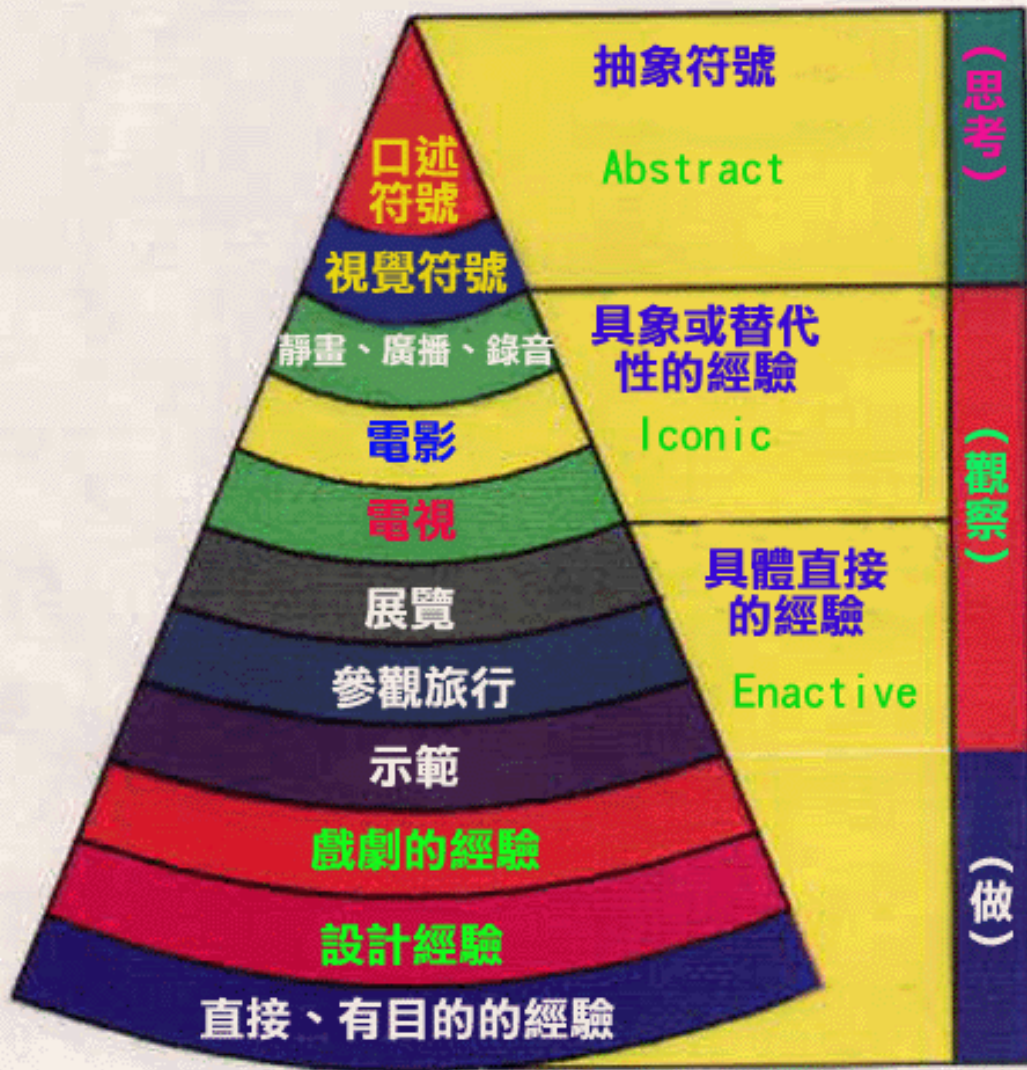 口述
符號
視覺符號
靜畫、廣播、錄音
電影
電視
展覽
參觀旅行
示範
戲劇的經驗
設計經驗
直接、有目的的經驗
抽象符號
Abstract
具象或替代
性的經驗
Iconic
具體直接
的經驗
Enactive
(思考)
(觀察)
(做)